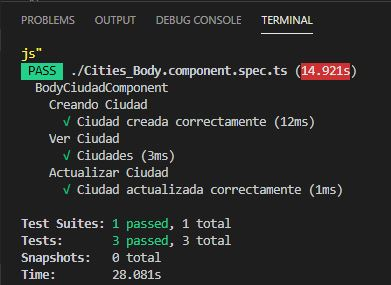 PROBLEMS OUTPUT DEBUG CONSOLE TERMINAL
js"
PASS ./Cities_Body.component.spec.ts (14.921s)
BodyCiudadComponent
Creando Ciudad
√ Ciudad creada correctamente (12ms)
Ver Ciudad
√ Ciudades (3ms)
Actualizar Ciudad
√ Ciudad actualizada correctamente (1ms)
Test Suites: 1 passed, 1 total
Tests: 3 passed, 3 total
Snapshots: 0 total
Time: 28.081s